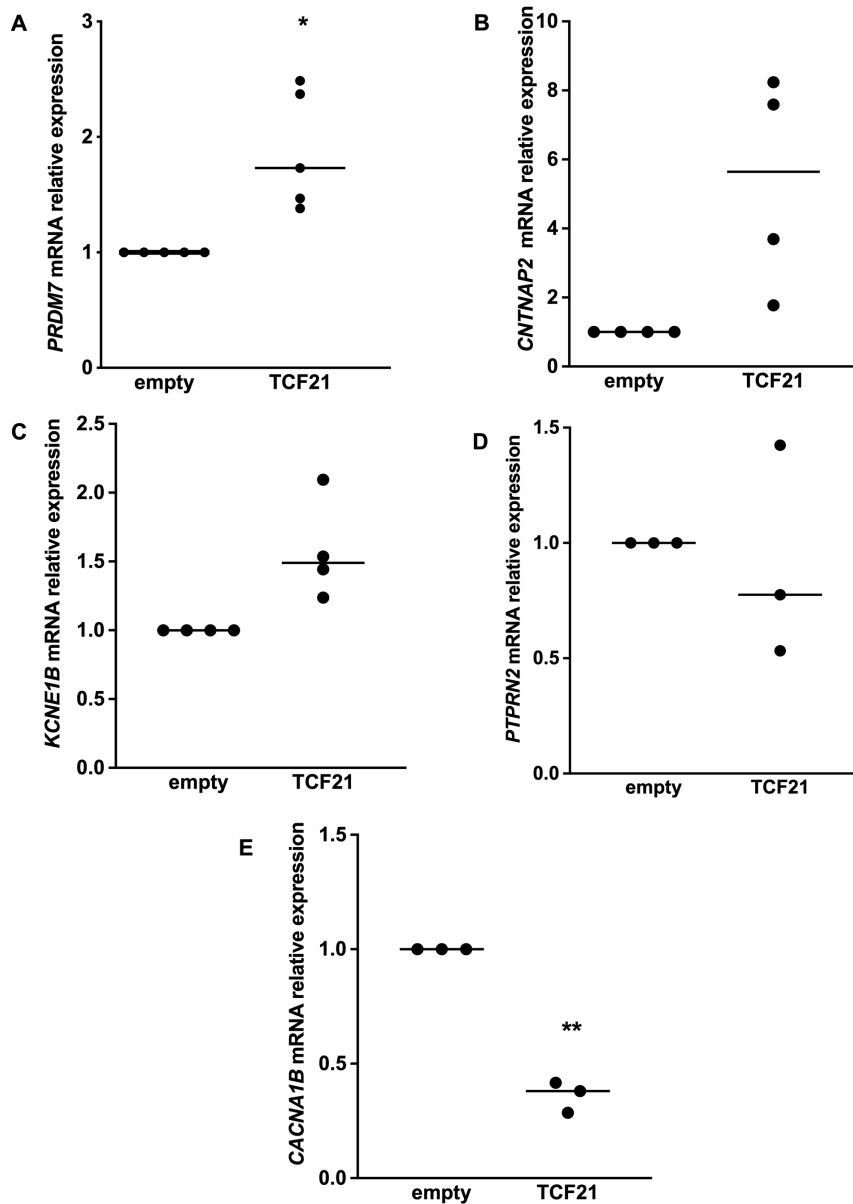 A
PRDM7 mRNA relative expression
3
2
1
0
*
empty
TCF21
B
CNTNAP2 mRNA relative expression
10
8
6
4
2
0
empty
TCF21
C
KCNE1B mRNA relative expression
2.5
2.0
1.5
1.0
0.5
0.0
empty
TCF21
D
PTPRN2 mRNA relative expression
1.5
1.0
0.5
0.0
empty
TCF21
E
CACNA1B mRNA relative expression
1.5
1.0
0.5
0.0
**
empty
TCF21